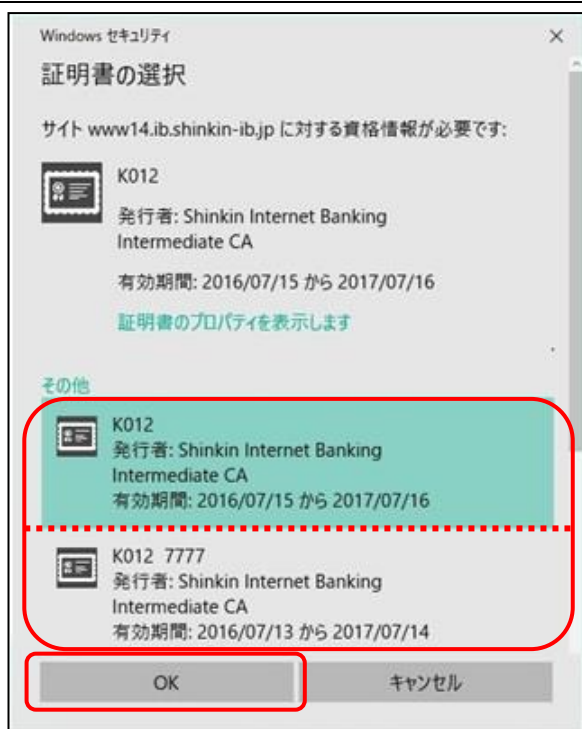 Windows セキュリティ
証明書の選択
サイト www14.ib.shinkin-ib.jp に対する資格情報が必要です:
K012
発行者: Shinkin Internet Banking
Intermediate CA
有効期間: 2016/07/15 から 2017/07/16
証明書のプロパティを表示します
その他
K012
発行者: Shinkin Internet Banking
Intermediate CA
有効期間: 2016/07/15 から 2017/07/16
K012 7777
発行者: Shinkin Internet Banking
Intermediate CA
有効期間: 2016/07/13 から 2017/07/14
OK キャンセル